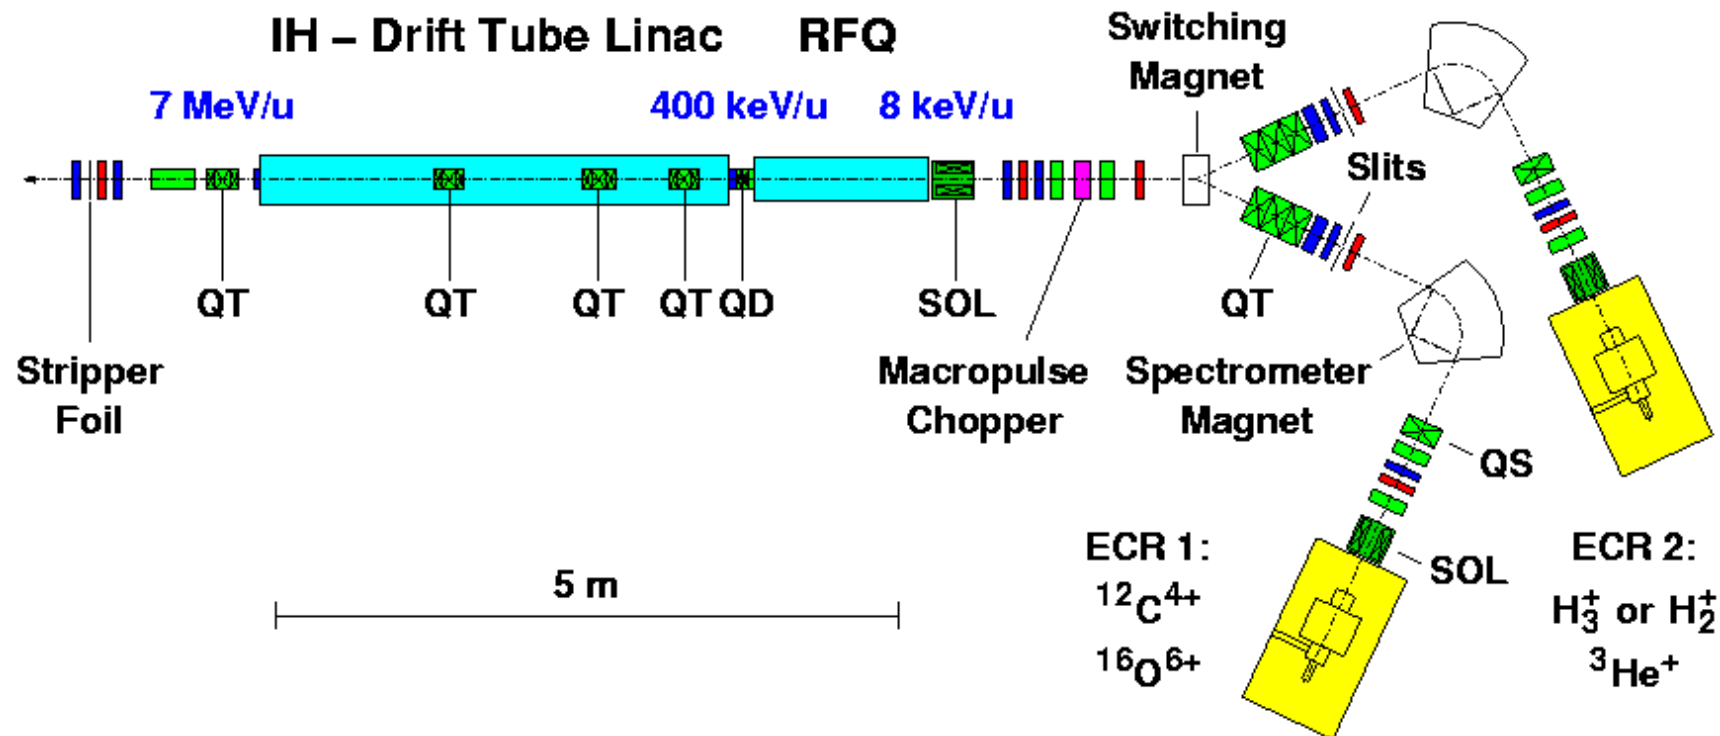 IH – Drift Tube Linac
RFQ
Switching
Magnet
7 MeV/u
400 keV/u
8 keV/u
Slits
QT
QT
QT
QT
QD
SOL
QT
Stripper
Foil
Macropulse
Chopper
Spectrometer
Magnet
QS
SOL
5 m
ECR 1:
¹²C⁴⁺
¹⁶O⁶⁺
ECR 2:
H₃⁺ or H₂⁺
³He⁺